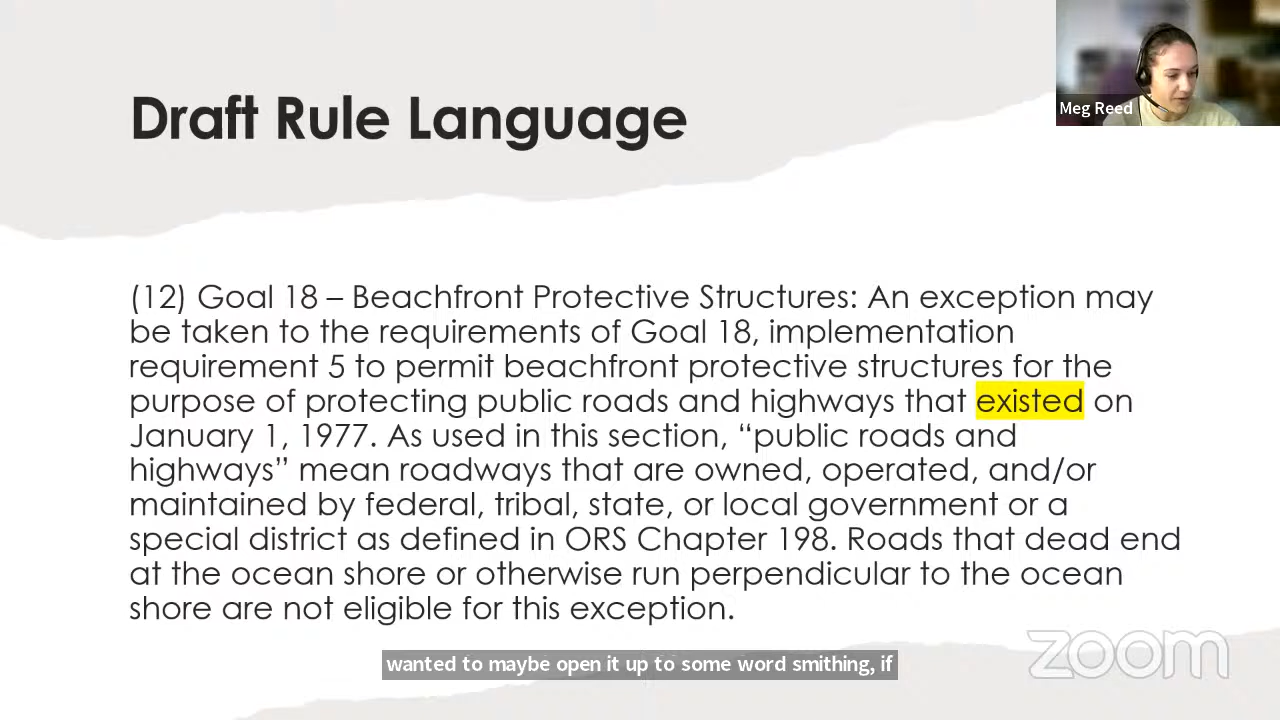 Draft Rule Language
Meg Reed
(12) Goal 18 – Beachfront Protective Structures: An exception may
be taken to the requirements of Goal 18, implementation
requirement 5 to permit beachfront protective structures for the
purpose of protecting public roads and highways that existed on
January 1, 1977. As used in this section, “public roads and
highways” mean roadways that are owned, operated, and/or
maintained by federal, tribal, state, or local government or a
special district as defined in ORS Chapter 198. Roads that dead end
at the ocean shore or otherwise run perpendicular to the ocean
shore are not eligible for this exception.
zoom
wanted to maybe open it up to some word smithing, if